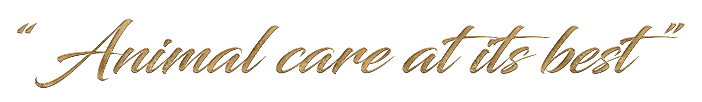 “ Animal care at its best ”